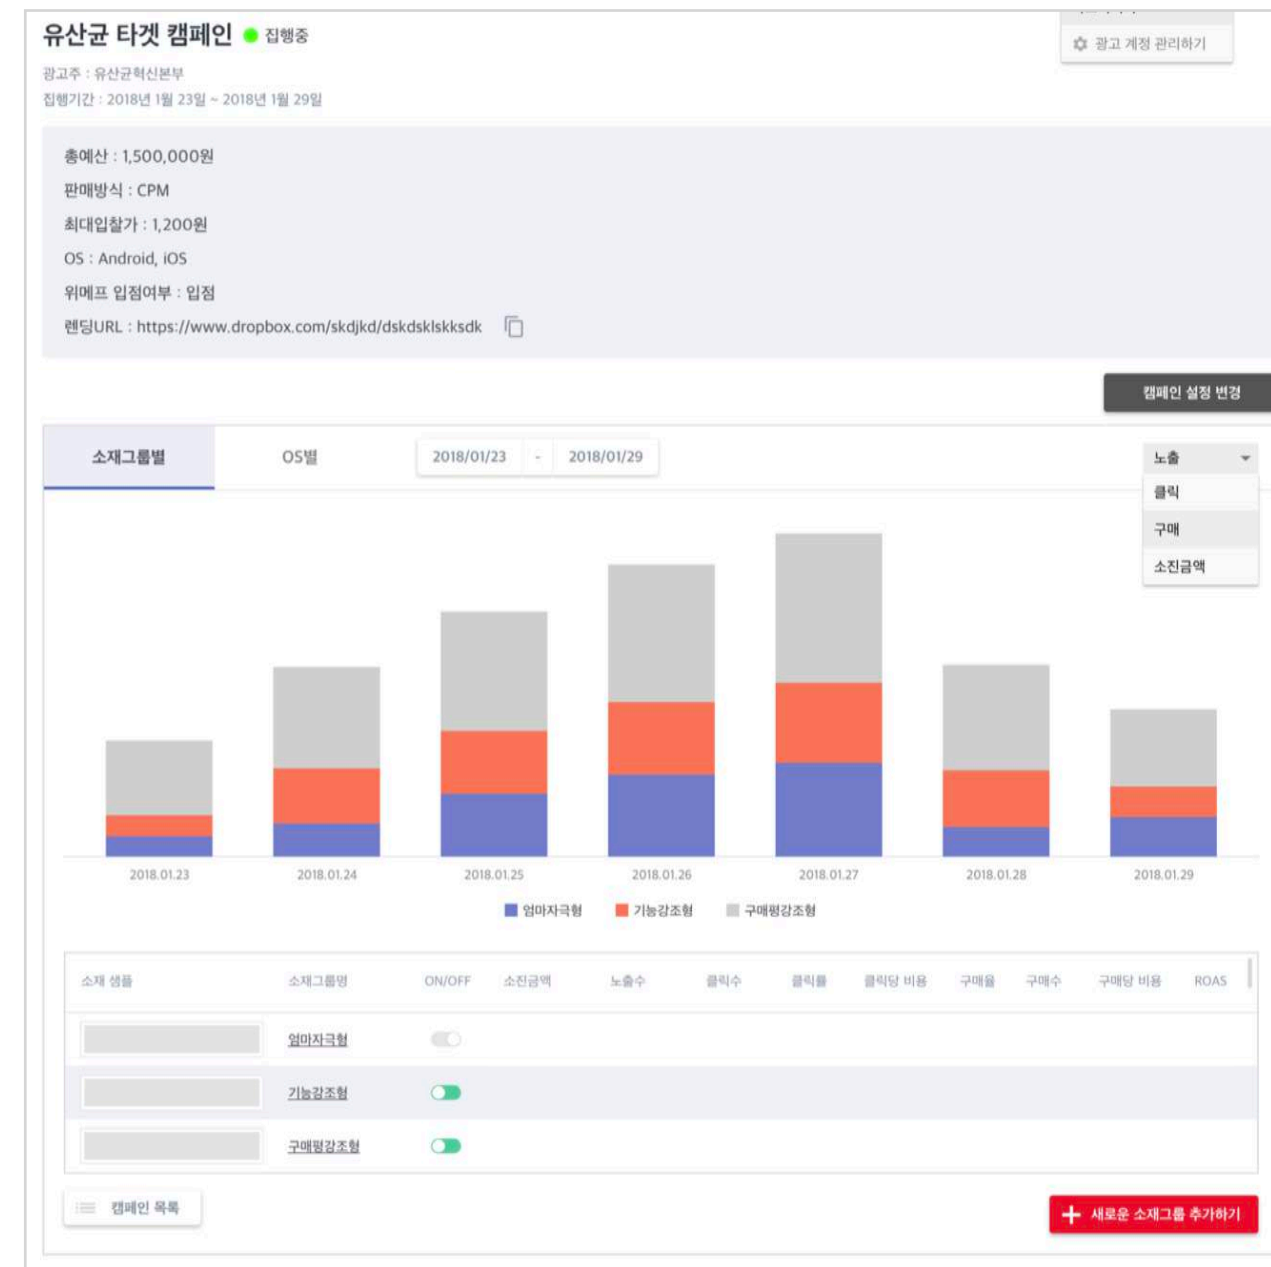 유산균 타겟 캠페인 집행중
광고 계정 관리하기
광고주 : 유산균혁신본부
집행기간 : 2018년 1월 23일 ~ 2018년 1월 29일
총예산 : 1,500,000원
판매방식 : CPM
최대입찰가 : 1,200원
OS : Android, iOS
위메프 입점여부 : 입점
렌딩URL : https://www.dropbox.com/skdjkd/dskdsklskksdk
캠페인 설정 변경
소재그룹별 OS별 2018/01/23 - 2018/01/29 노출
클릭
구매
소진금액
2018.01.23 2018.01.24 2018.01.25 2018.01.26 2018.01.27 2018.01.28 2018.01.29
엄마자극형 기능강조형 구매평강조형
소재 샘플 소재그룹명 ON/OFF 소진금액 노출수 클릭수 클릭률 클릭당 비용 구매율 구매수 구매당 비용 ROAS
엄마자극형
기능강조형
구매평강조형
캠페인 목록
새로운 소재그룹 추가하기